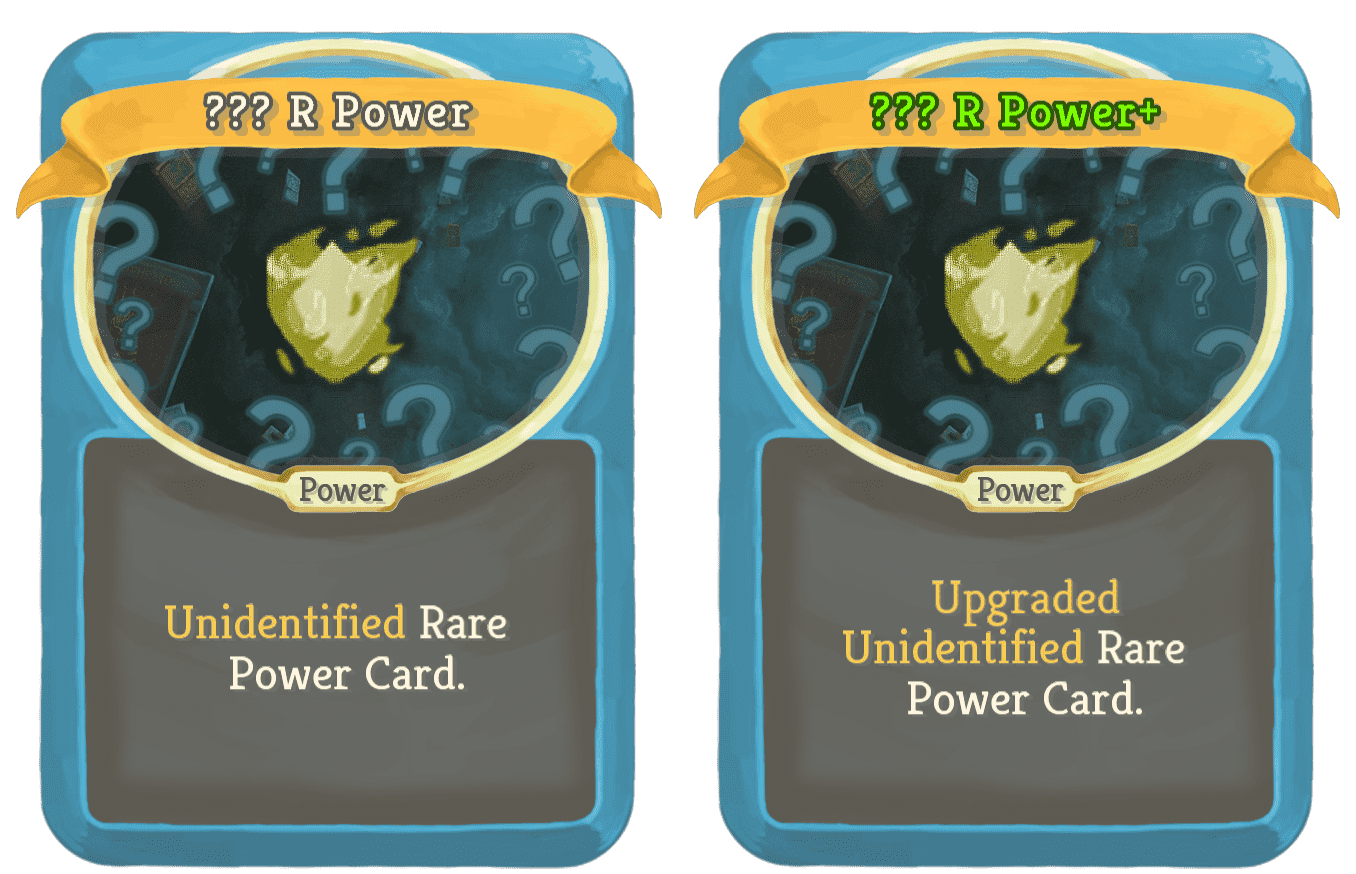 ??? R Power
Power
Unidentified Rare
Power Card.
??? R Power+
Power
Upgraded
Unidentified Rare
Power Card.